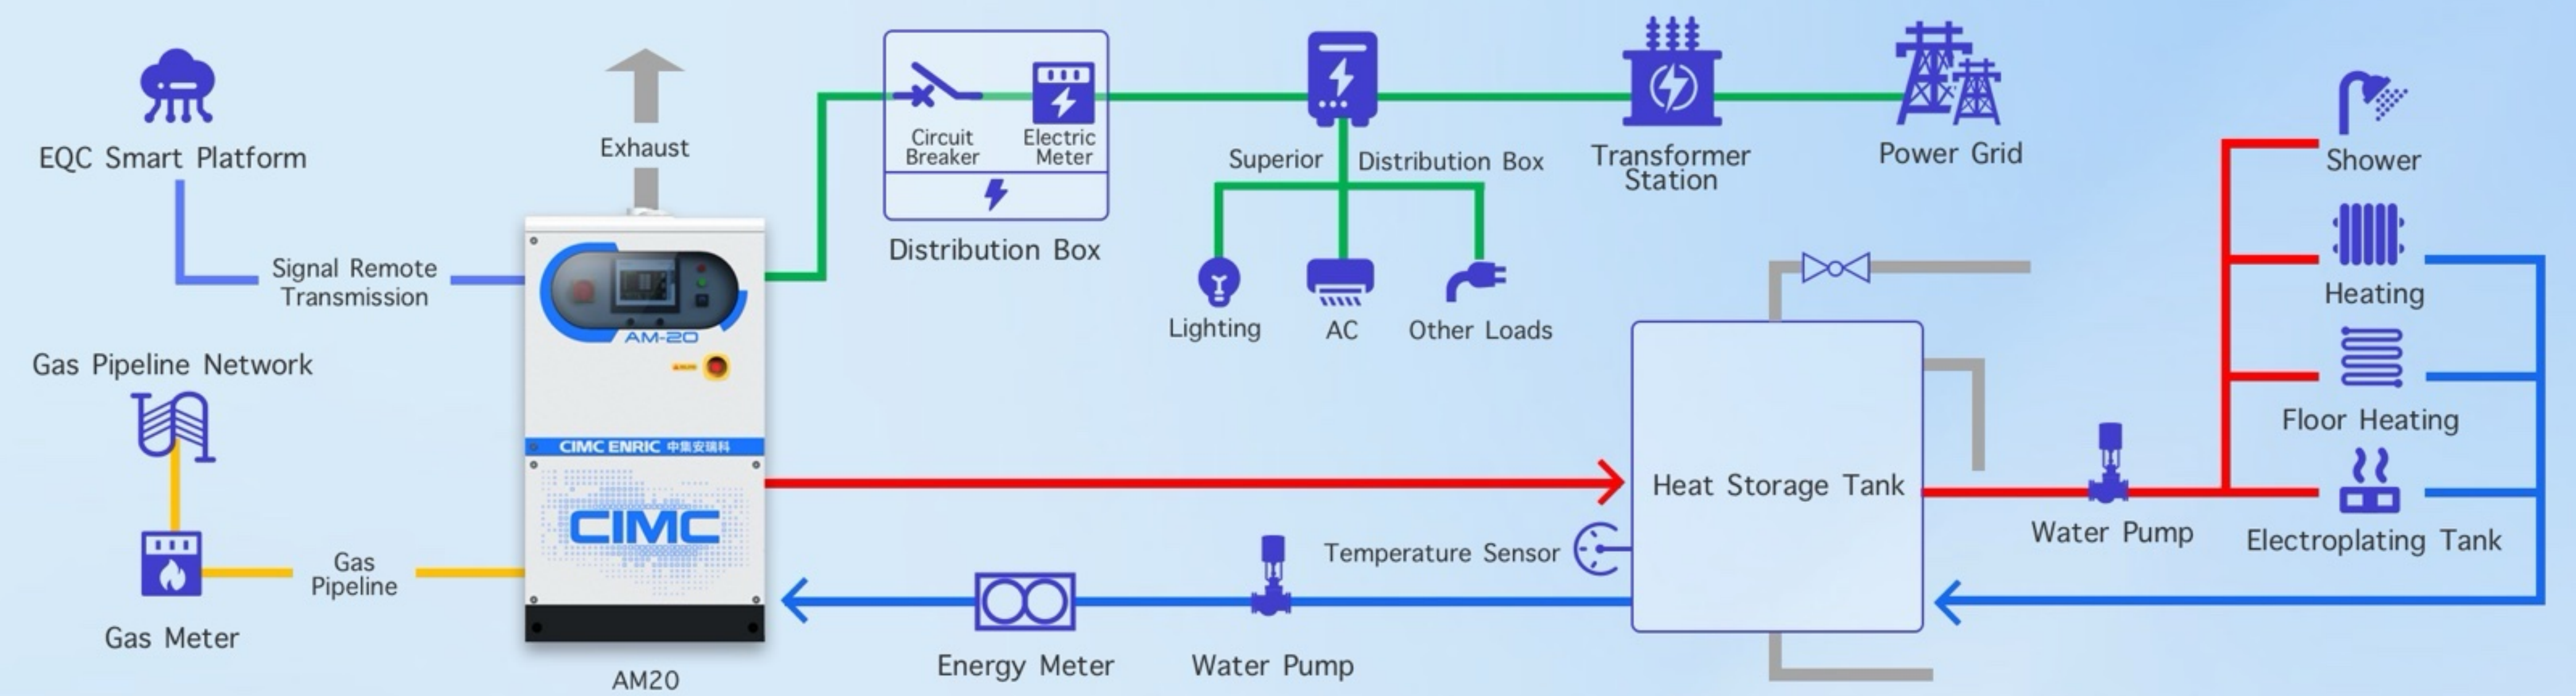 EQC Smart Platform
Signal Remote
Transmission
Gas Pipeline Network
Gas
Pipeline
Gas Meter
Exhaust
AM-20
CIMC ENRIC 中集安瑞科
CIMC
AM20
Circuit
Breaker
Electric
Meter
Distribution Box
Superior Distribution Box
Lighting
AC
Other Loads
Transformer
Station
Power Grid
Heat Storage Tank
Temperature Sensor
Energy Meter
Water Pump
Water Pump
Shower
Heating
Floor Heating
Electroplating Tank